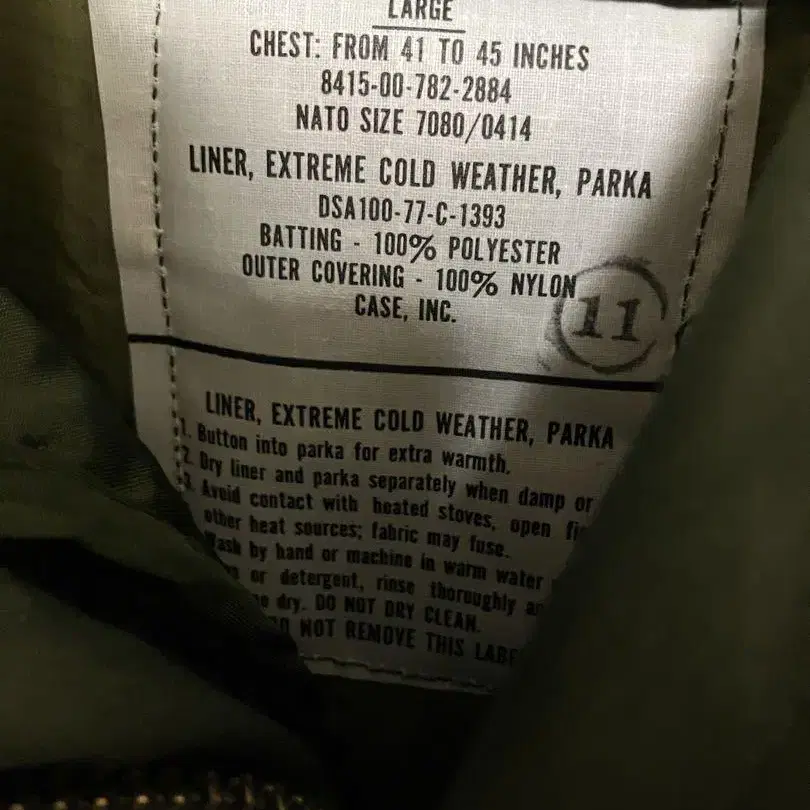 LARGE
CHEST: FROM 41 TO 45 INCHES
8415-00-782-2884
NATO SIZE 7080/0414
LINER, EXTREME COLD WEATHER, PARKA
DSA100-77-C-1393
BATTING - 100% POLYESTER
OUTER COVERING - 100% NYLON
CASE, INC.
11
LINER, EXTREME COLD WEATHER, PARKA
1. Button into parka for extra warmth.
2. Dry liner and parka separately when damp or
3. Avoid contact with heated stoves, open
other heat sources; fabric may fuse.
by hand or machine in warm water
or detergent, rinse thoroughly
dry. DO NOT DRY CLEAN.
NOT REMOVE THIS